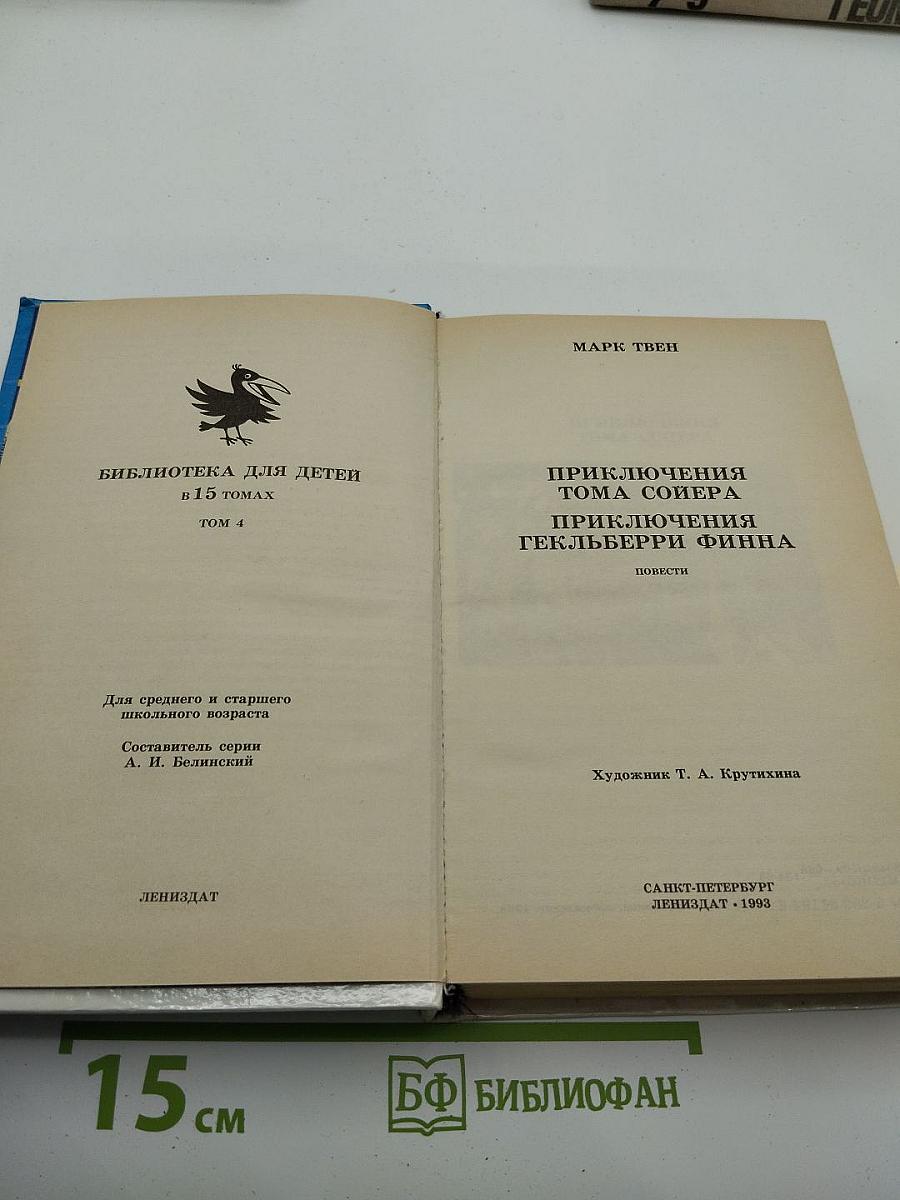 БИБЛИОТЕКА ДЛЯ ДЕТЕЙ
В 15 ТОМАХ
ТОМ 4
Для среднего и старшего
школьного возраста
Составитель серии
А. И. Белинский
ЛЕНИЗДАТ
МАРК ТВЕН
ПРИКЛЮЧЕНИЯ
ТОМА СОЙЕРА
ПРИКЛЮЧЕНИЯ
ГЕКЛЬБЕРРИ ФИННА
ПОВЕСТИ
Художник Т. А. Крутихина
САНКТ-ПЕТЕРБУРГ
ЛЕНИЗДАТ • 1993
15 см
БФ БИБЛИОФАН